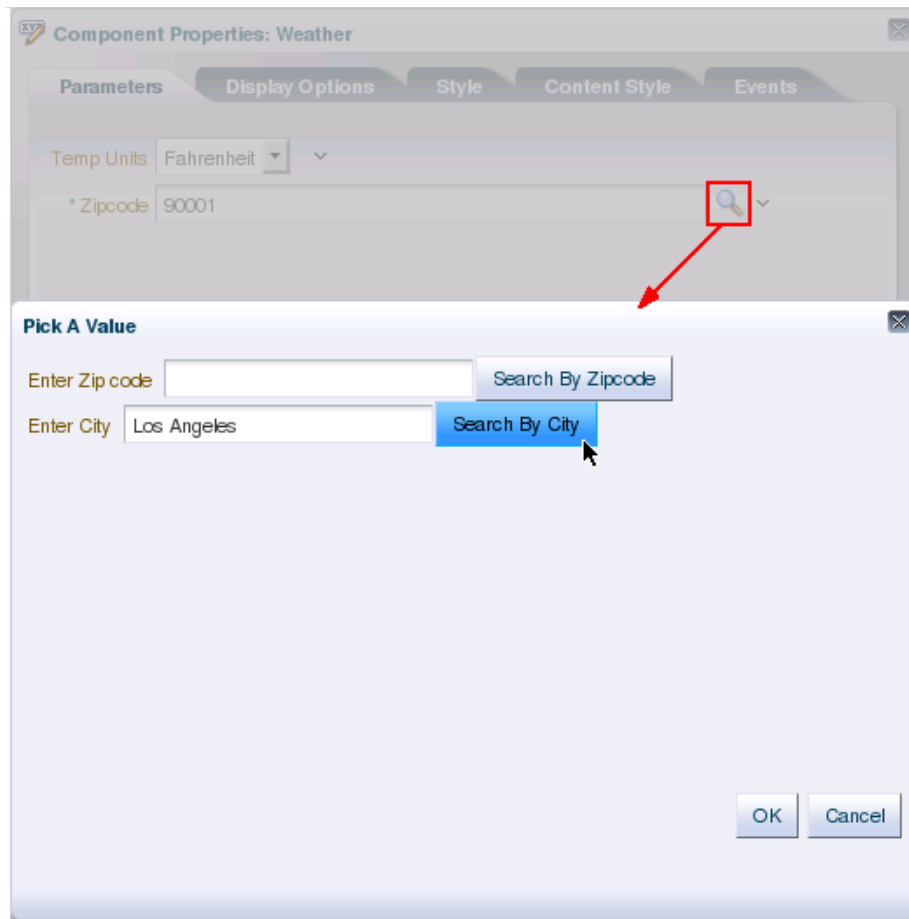 Component Properties: Weather
Parameters Display Options Style Content Style Events
Temp Units Fahrenheit
* Zipcode 90001
Pick A Value
Enter Zip code Search By Zipcode
Enter City Los Angeles Search By City
OK Cancel